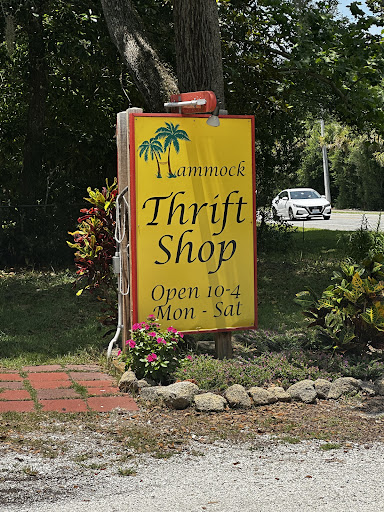 Hammock
Thrift
Shop
Open 10-4
Mon - Sat